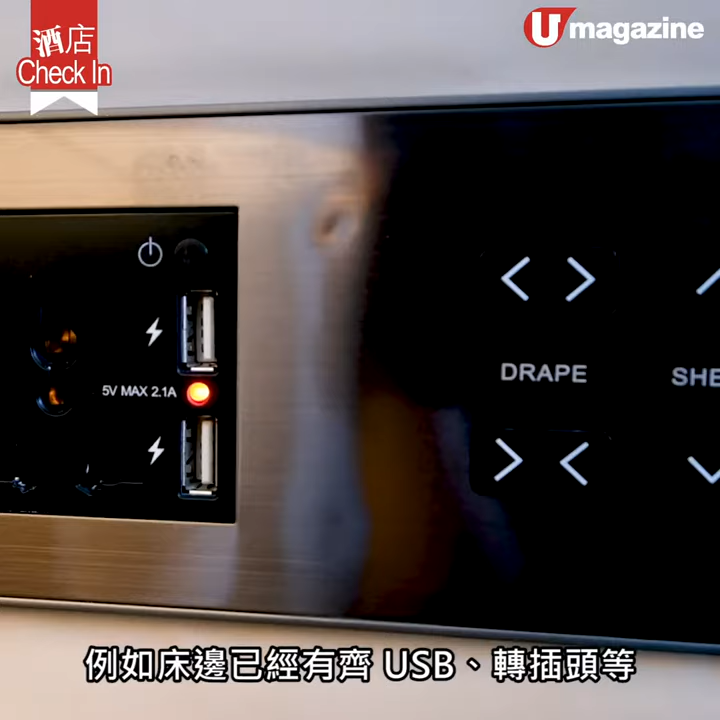 酒店
Check In
U magazine
5V MAX 2.1A
DRAPE
SHE
例如床邊已經有齊 USB、轉插頭等